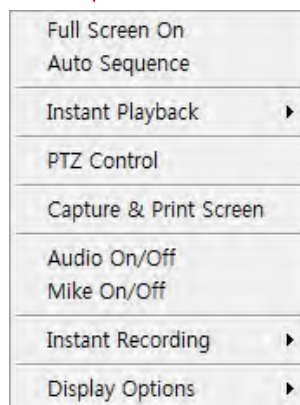 Full Screen On
Auto Sequence
Instant Playback
PTZ Control
Capture & Print Screen
Audio On/Off
Mike On/Off
Instant Recording
Display Options